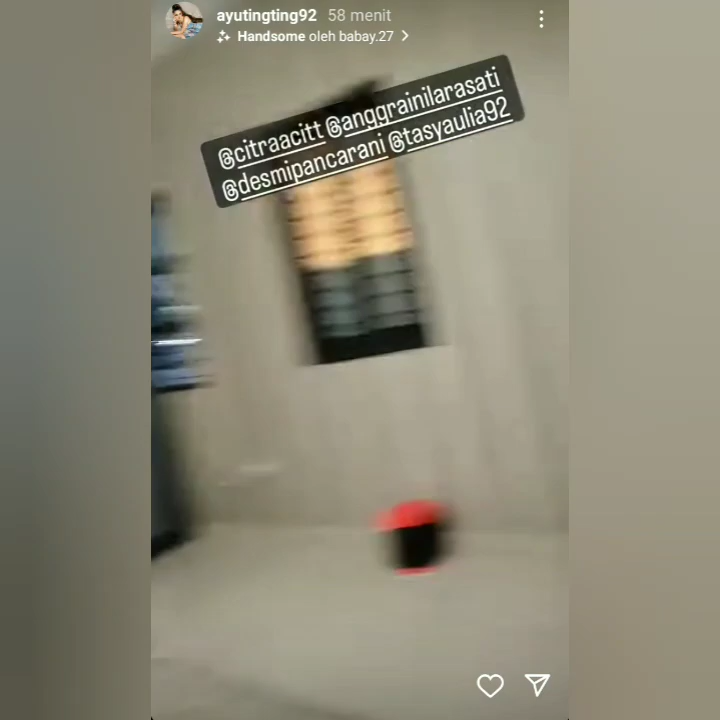 ayutingting92 58 menit
Handsome oleh babay.27
@citraacitt @anggrainilarasati
@desmipancarani @tasyaulia92